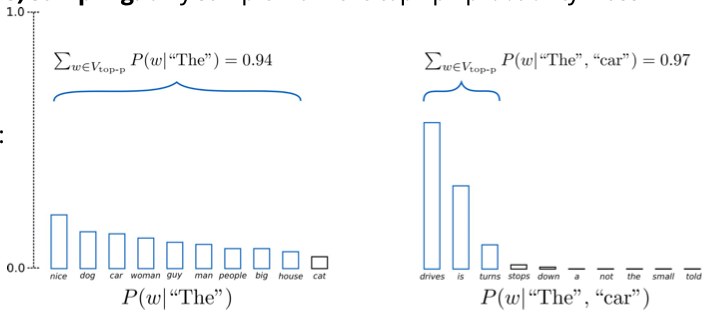 1.0
∑w∈Vtop-p P(w|“The”) = 0.94
∑w∈Vtop-p P(w|“The”, “car”) = 0.97
:
0.0
nice dog car woman guy man people big house cat
drives is turns stops down a not the small told
P(w|“The”)
P(w|“The”, “car”)